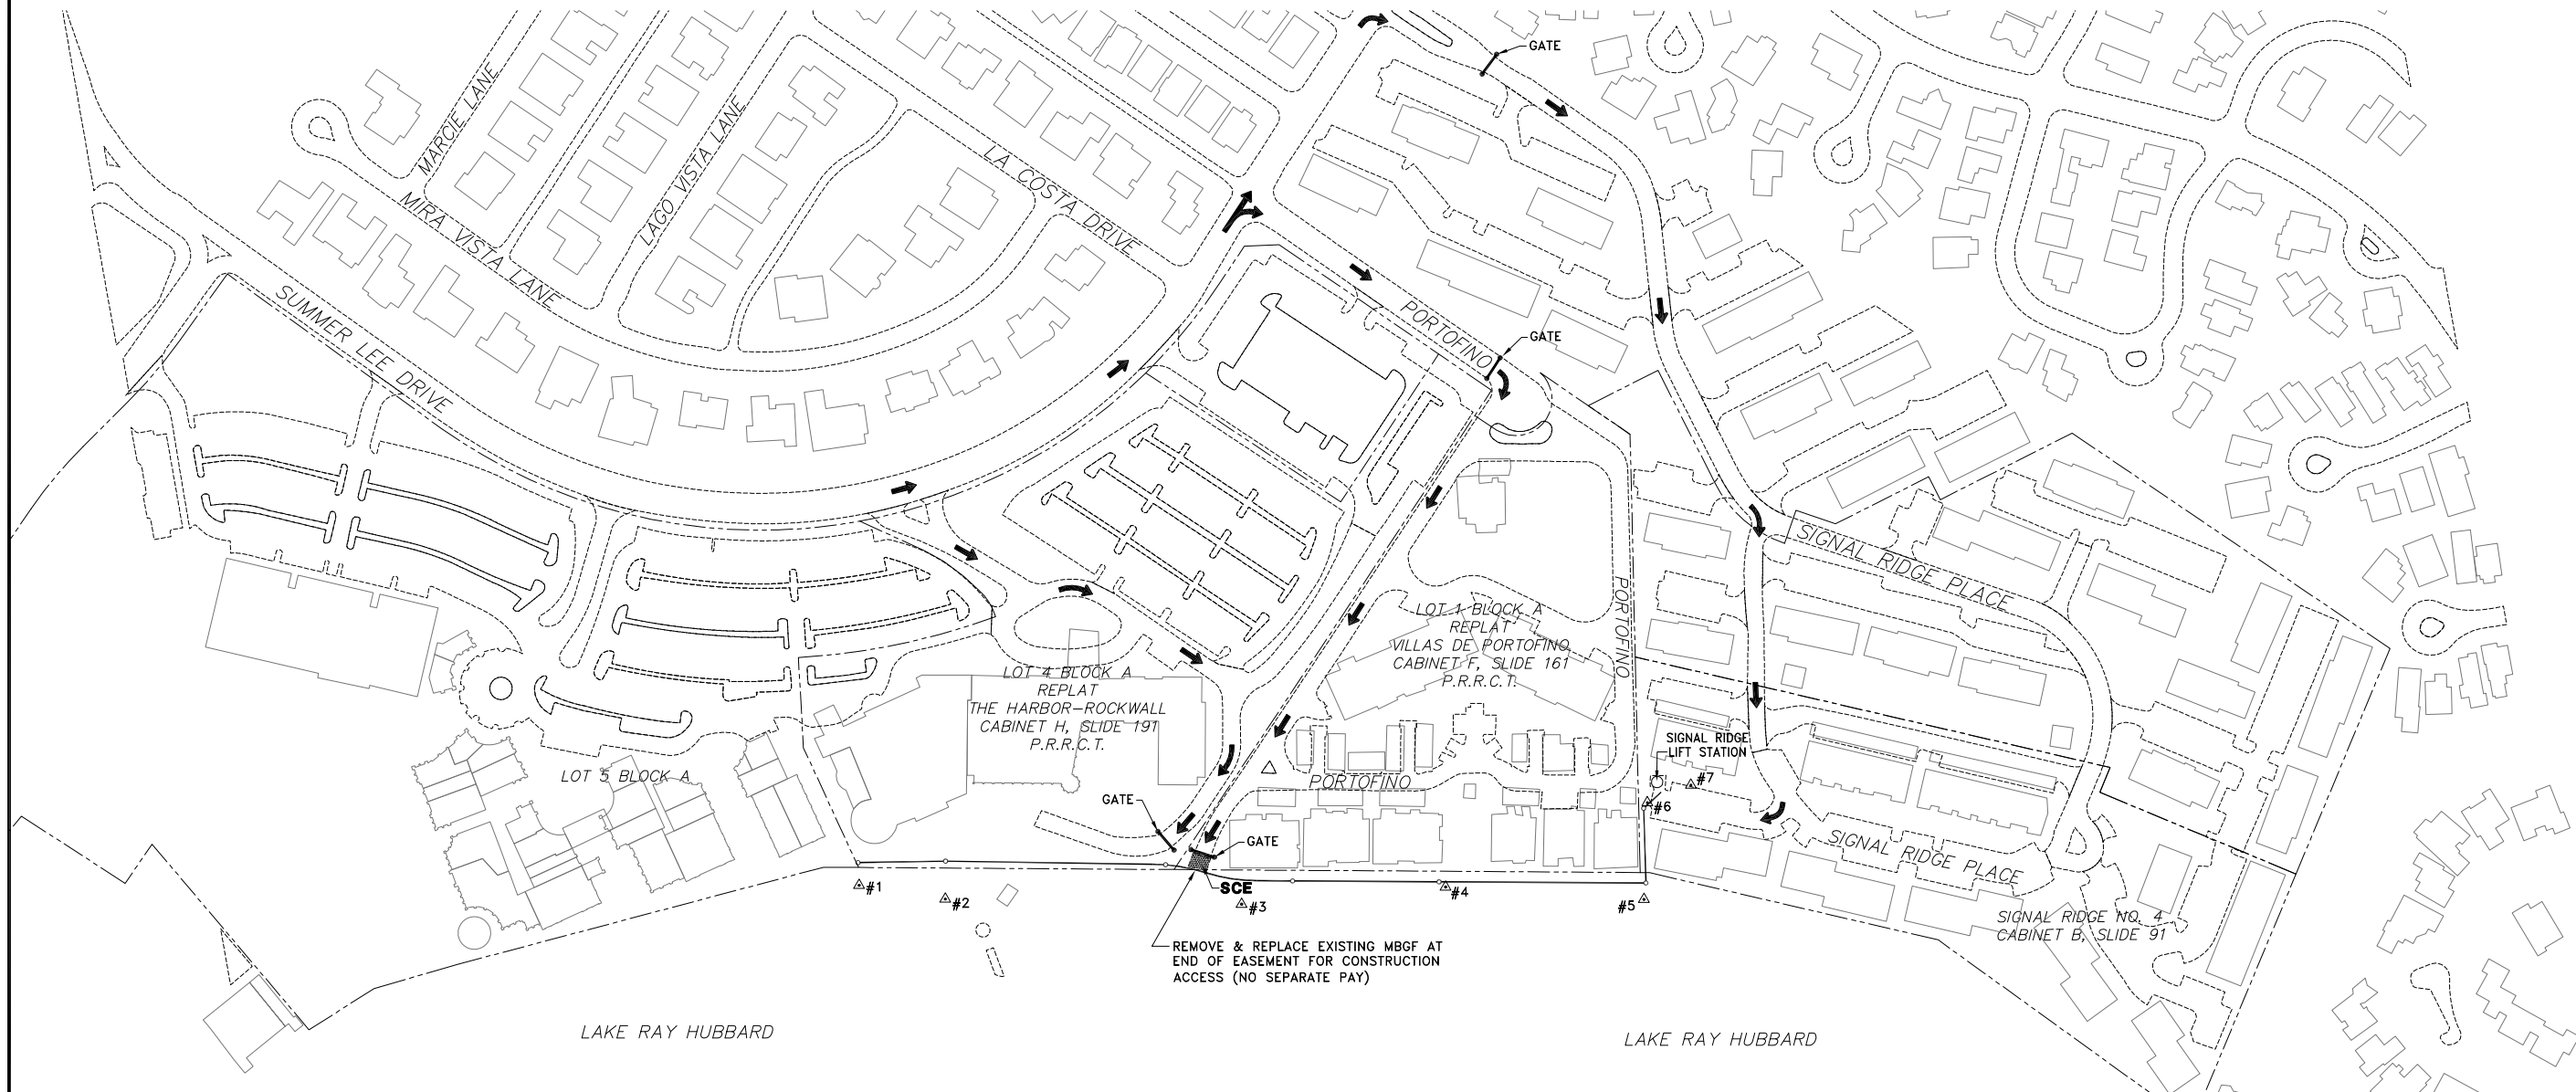 GATE
MARCIE LANE
LAGO VISTA LANE
LA COSTA DRIVE
MIRA VISTA LANE
SUMMER LEE DRIVE
PORTOFINO
GATE
SIGNAL RIDGE PLACE
PORTOFINO
LOT 1 BLOCK A
REPLAT
VILLAS DE PORTOFINO
CABINET F, SLIDE 161
P.R.R.C.T.
LOT 4 BLOCK A
REPLAT
THE HARBOR-ROCKWALL
CABINET H, SLIDE 191
P.R.R.C.T.
SIGNAL RIDGE
LIFT STATION
LOT 5 BLOCK A
PORTOFINO
#7
#6
GATE
GATE
SIGNAL RIDGE PLACE
SCE
#1
#2
#3
#4
#5
SIGNAL RIDGE NO. 4
CABINET B, SLIDE 91
REMOVE & REPLACE EXISTING MBGF AT
END OF EASEMENT FOR CONSTRUCTION
ACCESS (NO SEPARATE PAY)
LAKE RAY HUBBARD
LAKE RAY HUBBARD